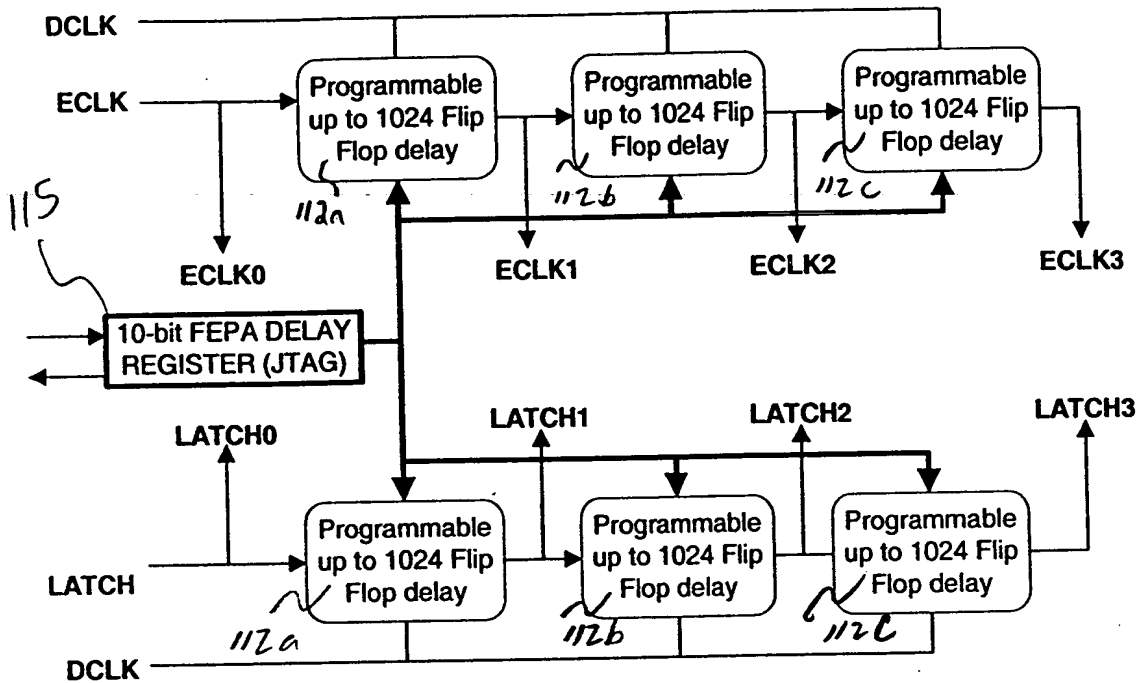 DCLK
ECLK
Programmable
up to 1024 Flip
Flop delay
Programmable
up to 1024 Flip
Flop delay
Programmable
up to 1024 Flip
Flop delay
112a
112b
112c
115
ECLK0
ECLK1
ECLK2
ECLK3
10-bit FEPA DELAY
REGISTER (JTAG)
LATCH0
LATCH1
LATCH2
LATCH3
Programmable
up to 1024 Flip
Flop delay
Programmable
up to 1024 Flip
Flop delay
Programmable
up to 1024 Flip
Flop delay
LATCH
112a
112b
112c
DCLK